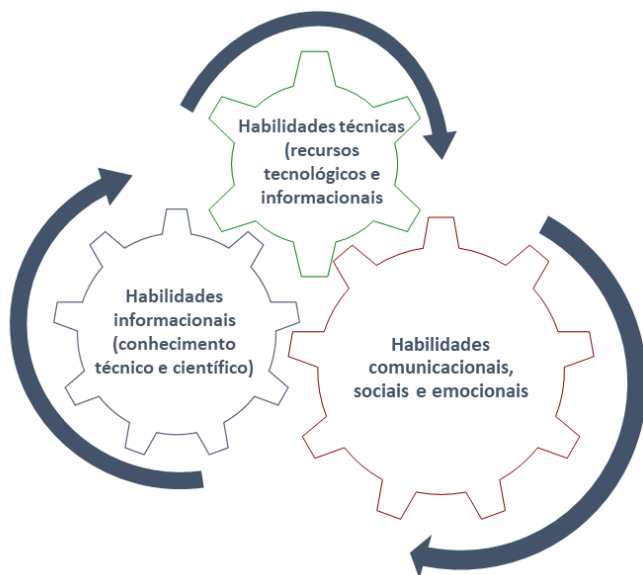 Habilidades técnicas
(recursos
tecnológicos e
informacionais
Habilidades
informacionais
(conhecimento
técnico e científico)
Habilidades
comunicacionais,
sociais e emocionais